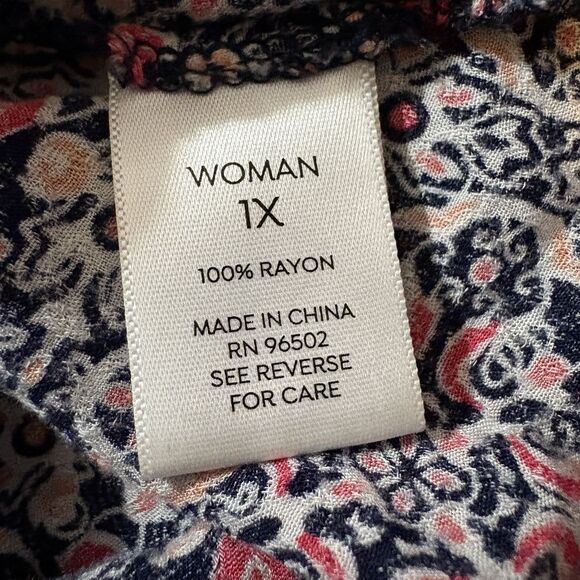 WOMAN
1X
100% RAYON
MADE IN CHINA
RN 96502
SEE REVERSE
FOR CARE